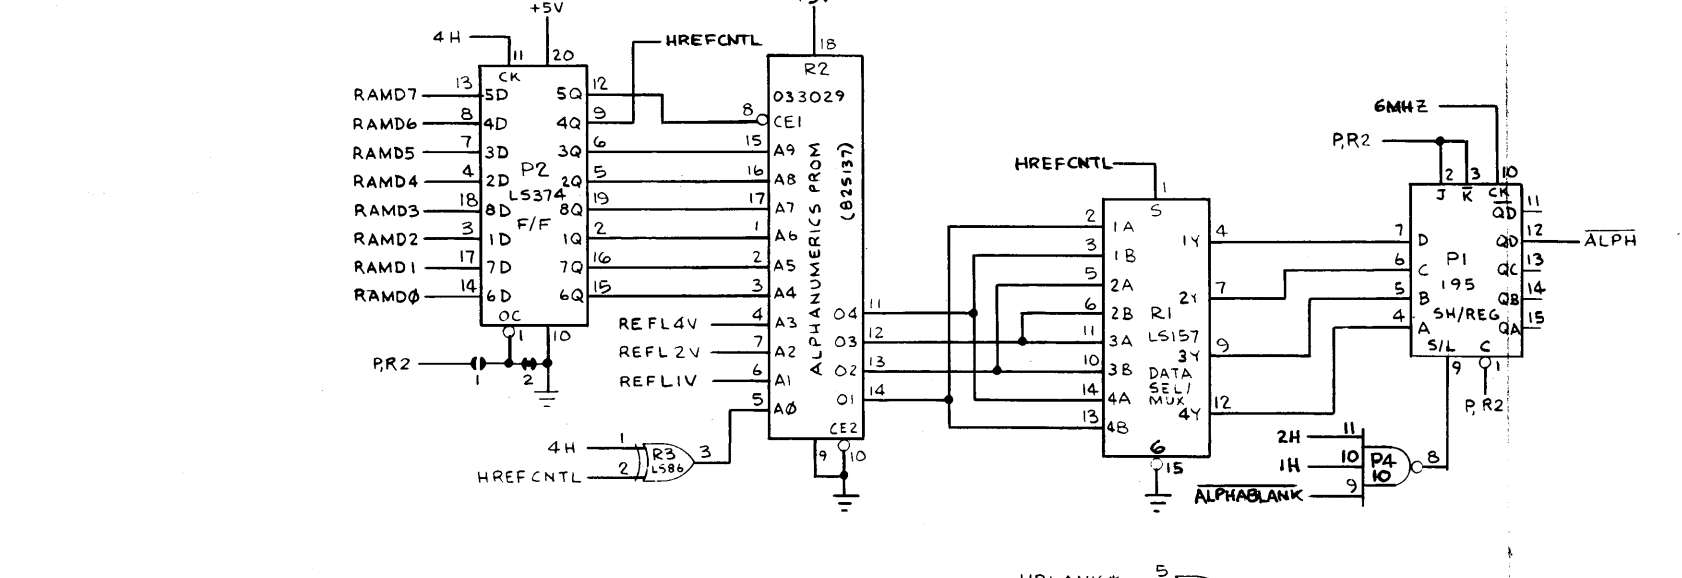 +5V
+5V
4H
11
20
HREFCNTL
18
CK
R2
RAMD7 13 5D 5Q 12
033029
8 CE1
RAMD6 8 4D 4Q 9
RAMD5 7 3D 3Q 6 15 A9
P2
RAMD4 4 2D 2Q 5 16 A8
LS374
RAMD3 18 8D 8Q 19 17 A7
F/F
RAMD2 3 1D 1Q 2 1 A6
RAMD1 17 7D 7Q 16 2 A5
RAMD0 14 6D 6Q 15 3 A4
OC
1
10
P,R2
1
2
ALPHANUMERICS PROM
(82S137)
REFL4V 4 A3
REFL2V 7 A2
REFL1V 6 A1
5 A0
O4 11
O3 12
O2 13
O1 14
CE2
9
10
4H 1
HREFCNTL 2
R3
LS86
3
HREFCNTL
1
S
2 1A
3 1B
5 2A
6 2B
11 3A
10 3B
14 4A
13 4B
R1
LS157
DATA
SEL/
MUX
1Y 4
2Y 7
3Y 9
4Y 12
G
15
6MHZ
P,R2
2
3
10
J
K
CK
QD 11
7 D
QD 12
ALPH
6 C
P1
QC 13
195
5 B
QB 14
SH/REG
4 A
QA 15
S/L
C
9
1
P,R2
2H 11
1H 10
ALPHABLANK 9
P4
10
8
5